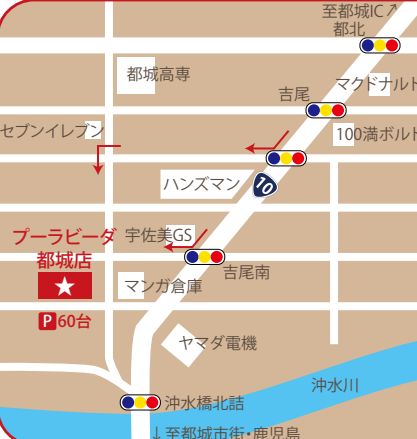 至都城IC↗
都北
都城高専
マクドナルド
吉尾
セブンイレブン
100満ボルト
ハンズマン
10
プーラビーダ
都城店
宇佐美GS
吉尾南
マンガ倉庫
P60台
ヤマダ電機
沖水川
沖水橋北詰
↓至都城市街・鹿児島